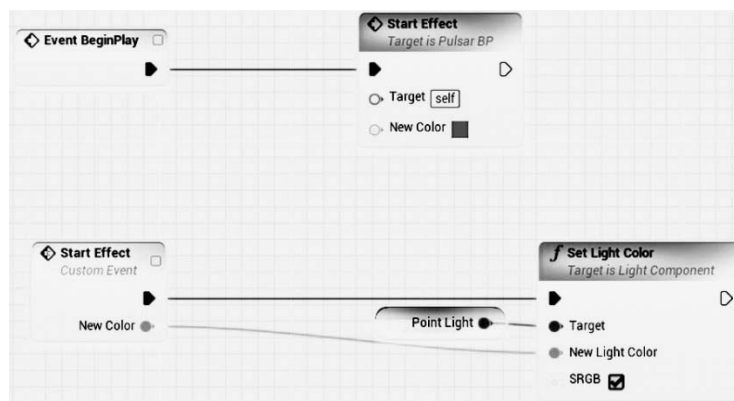 Event BeginPlay
Start Effect
Target is Pulsar BP
Target self
New Color
Start Effect
Custom Event
New Color
Point Light
f Set Light Color
Target is Light Component
Target
New Light Color
SRGB